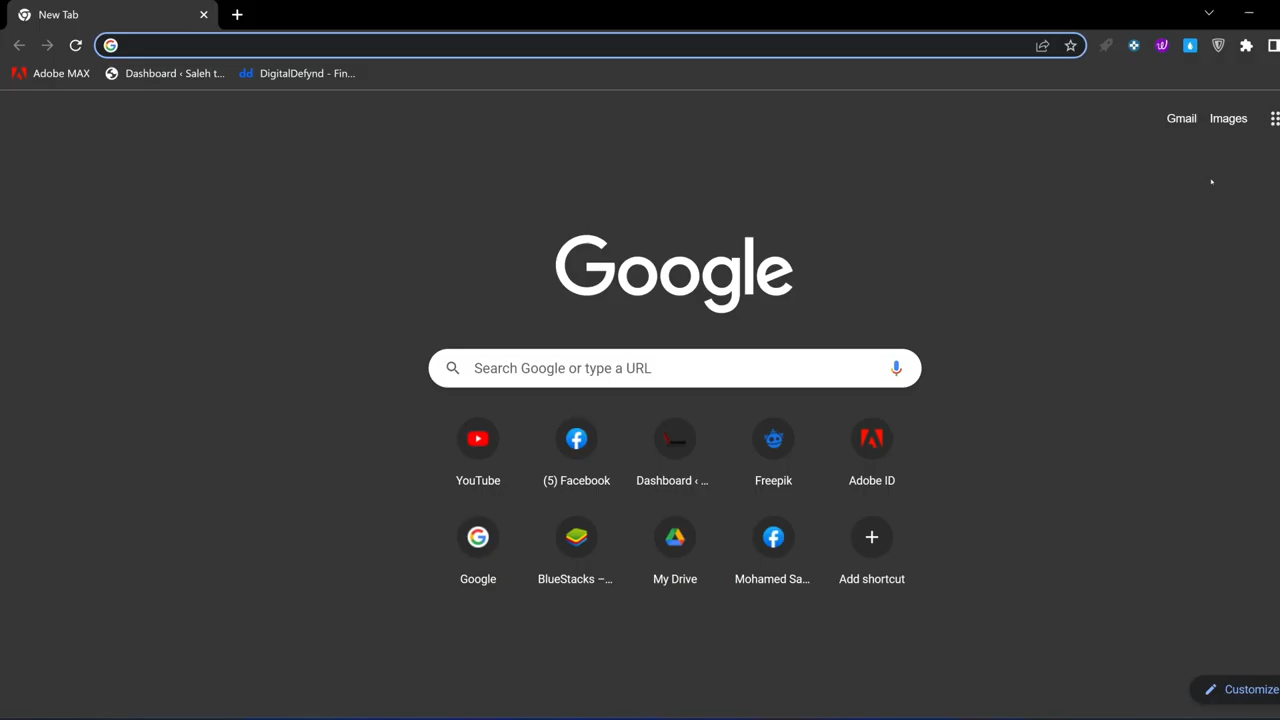 New Tab
Adobe MAX
Dashboard ‹ Saleh t...
dd DigitalDefynd - Fin...
Gmail
Images
Google
Search Google or type a URL
YouTube
(5) Facebook
Dashboard ‹ ...
Freepik
Adobe ID
Google
BlueStacks –...
My Drive
Mohamed Sa...
Add shortcut
Customize